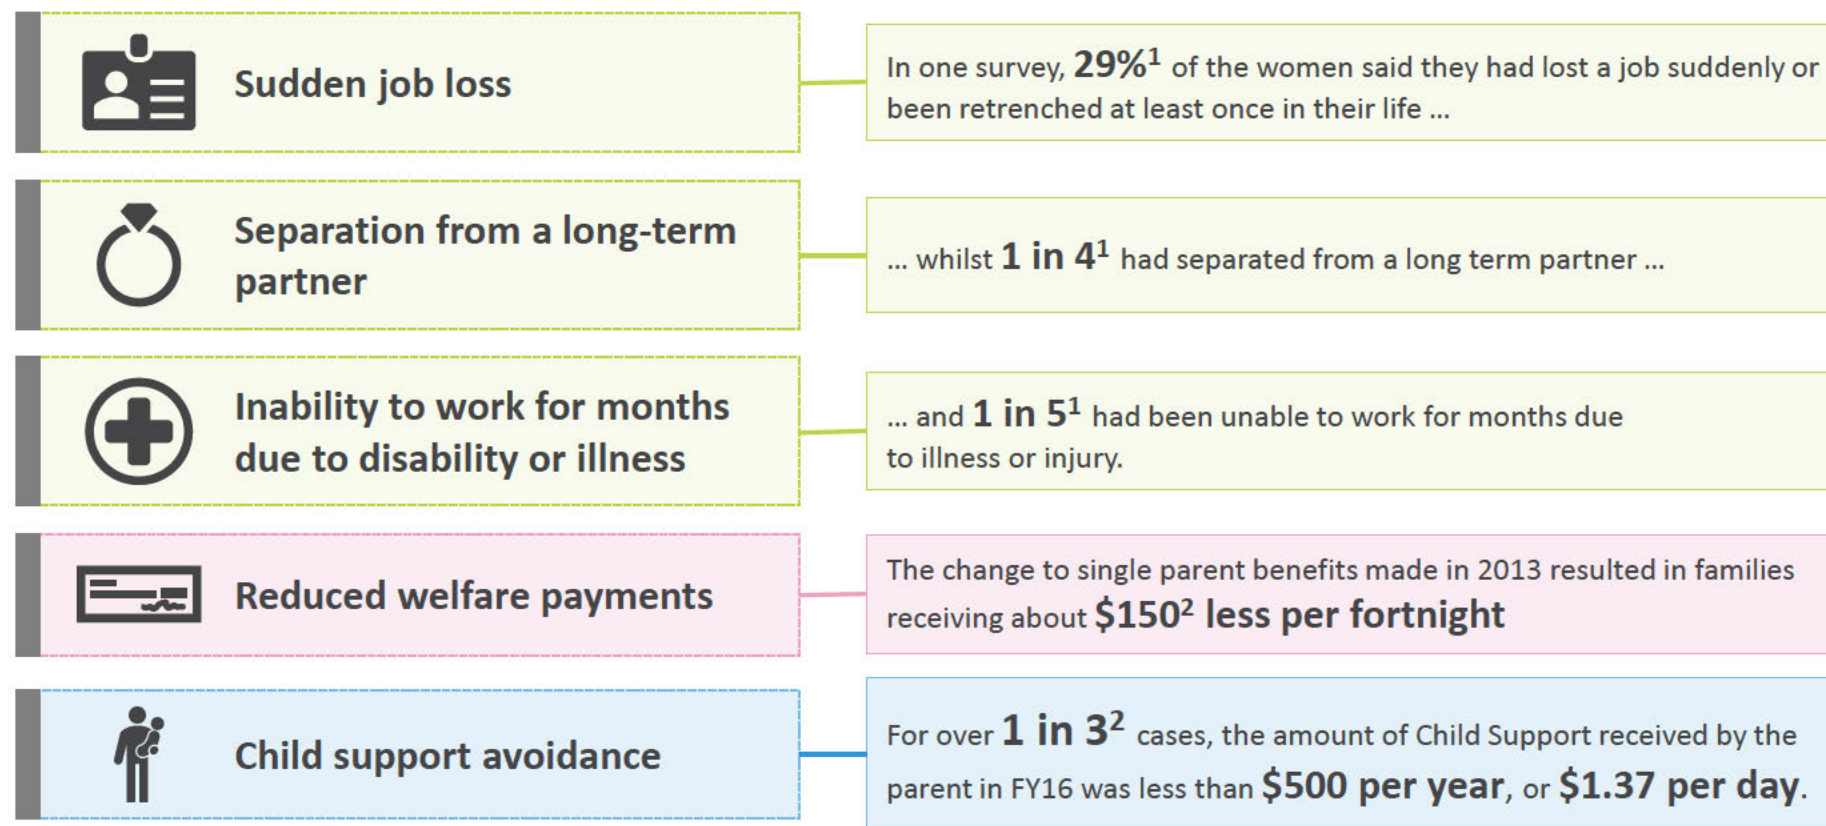 Sudden job loss
In one survey, 29%¹ of the women said they had lost a job suddenly or
been retrenched at least once in their life ...
Separation from a long-term
partner
... whilst 1 in 4¹ had separated from a long term partner ...
Inability to work for months
due to disability or illness
... and 1 in 5¹ had been unable to work for months due
to illness or injury.
Reduced welfare payments
The change to single parent benefits made in 2013 resulted in families
receiving about $150² less per fortnight
Child support avoidance
For over 1 in 3² cases, the amount of Child Support received by the
parent in FY16 was less than $500 per year, or $1.37 per day.